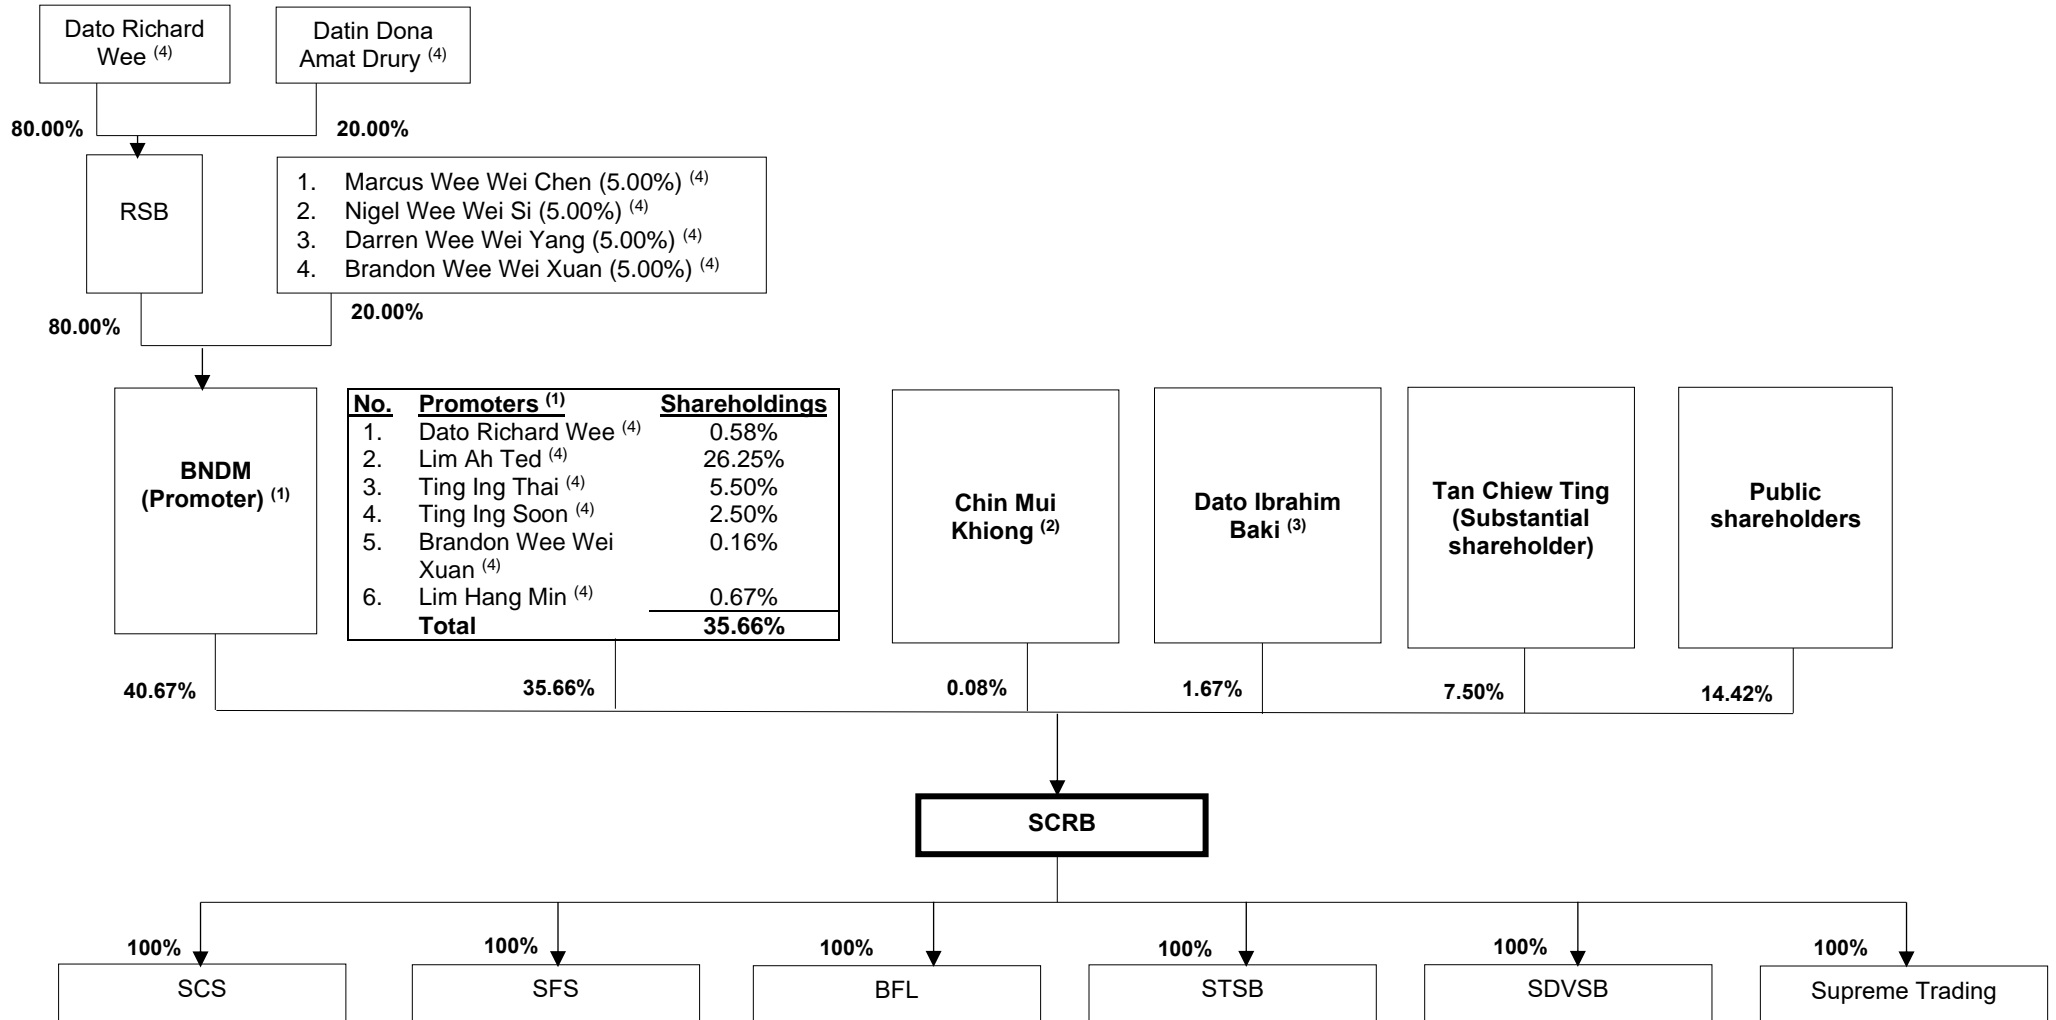 Dato Richard
Wee (4)
Datin Dona
Amat Drury (4)
80.00%
20.00%
RSB
1. Marcus Wee Wei Chen (5.00%) (4)
2. Nigel Wee Wei Si (5.00%) (4)
3. Darren Wee Wei Yang (5.00%) (4)
4. Brandon Wee Wei Xuan (5.00%) (4)
80.00%
20.00%
BNDM
(Promoter) (1)
No. Promoters (1) Shareholdings
1. Dato Richard Wee (4) 0.58%
2. Lim Ah Ted (4) 26.25%
3. Ting Ing Thai (4) 5.50%
4. Ting Ing Soon (4) 2.50%
5. Brandon Wee Wei 0.16%
Xuan (4)
6. Lim Hang Min (4) 0.67%
Total 35.66%
Chin Mui
Khiong (2)
Dato Ibrahim
Baki (3)
Tan Chiew Ting
(Substantial
shareholder)
Public
shareholders
40.67%
35.66%
0.08%
1.67%
7.50%
14.42%
SCRB
100%
100%
100%
100%
100%
100%
SCS
SFS
BFL
STSB
SDVSB
Supreme Trading